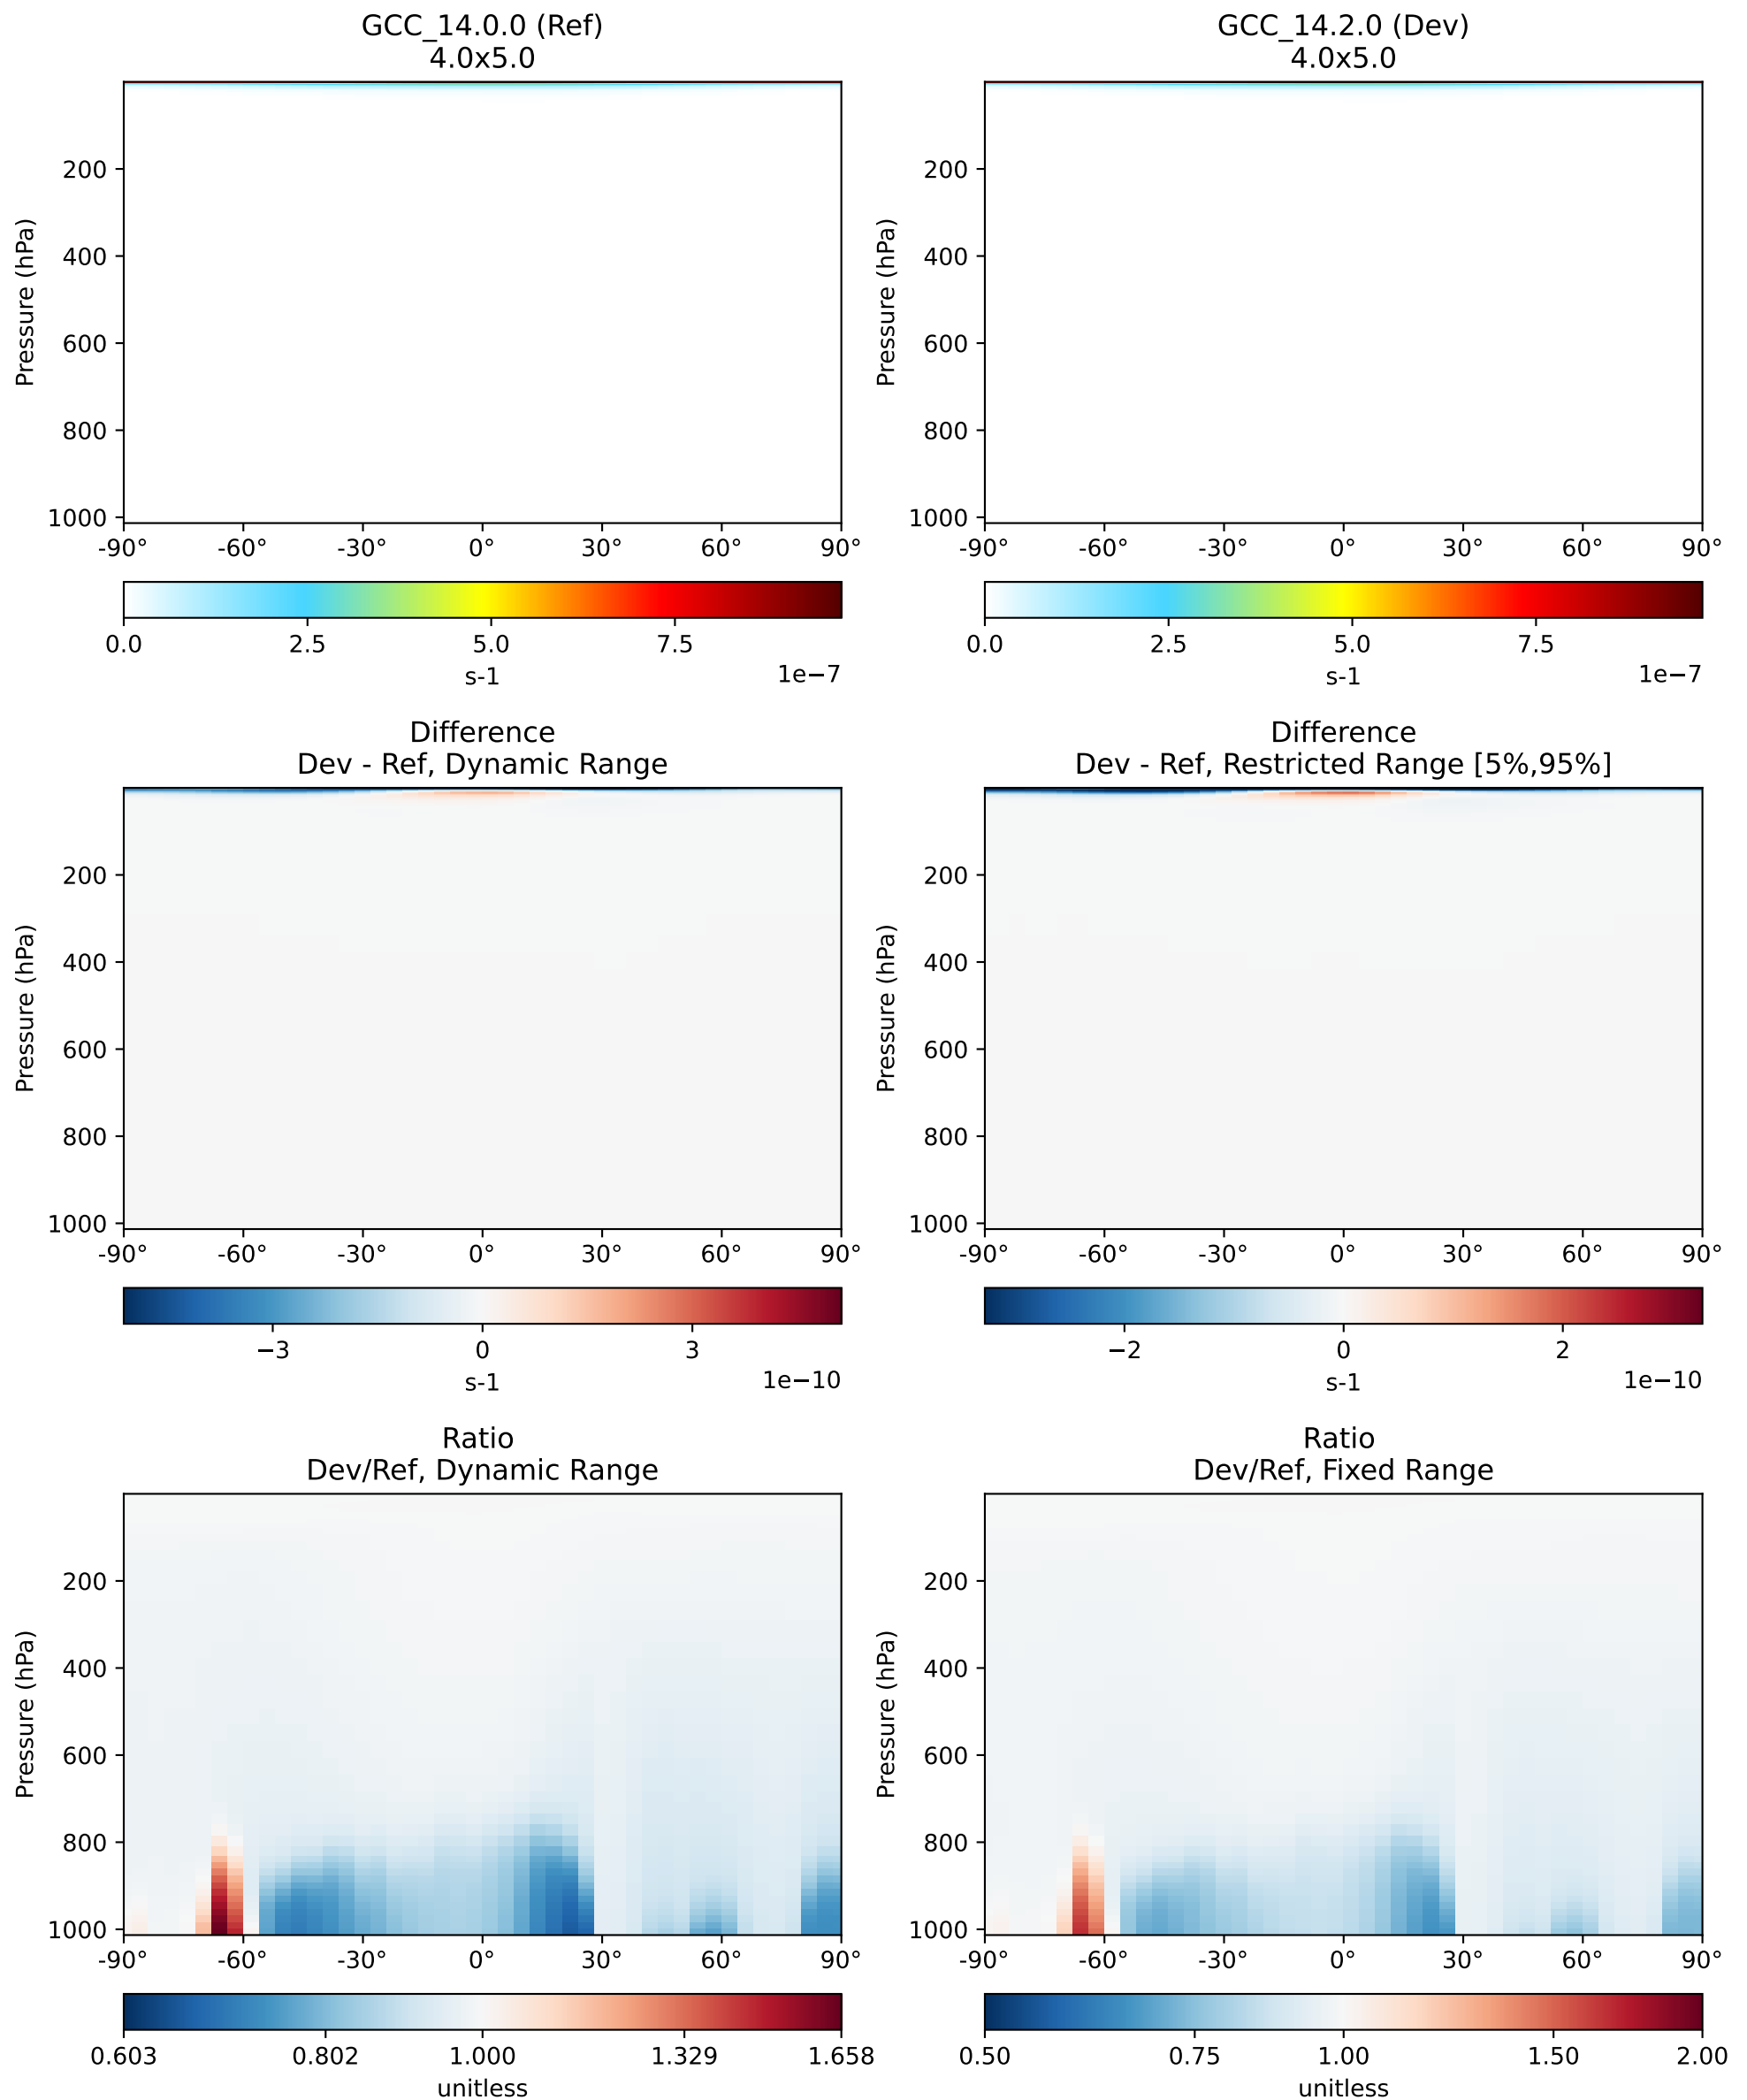 GCC_14.0.0 (Ref)
4.0x5.0
Pressure (hPa)
200
400
600
800
1000
-90° -60° -30° 0° 30° 60° 90°
0.0 2.5 5.0 7.5
s-1
1e−7
GCC_14.2.0 (Dev)
4.0x5.0
Pressure (hPa)
200
400
600
800
1000
-90° -60° -30° 0° 30° 60° 90°
0.0 2.5 5.0 7.5
s-1
1e−7
Difference
Dev - Ref, Dynamic Range
Pressure (hPa)
200
400
600
800
1000
-90° -60° -30° 0° 30° 60° 90°
−3 0 3
s-1
1e−10
Difference
Dev - Ref, Restricted Range [5%,95%]
Pressure (hPa)
200
400
600
800
1000
-90° -60° -30° 0° 30° 60° 90°
−2 0 2
s-1
1e−10
Ratio
Dev/Ref, Dynamic Range
Pressure (hPa)
200
400
600
800
1000
-90° -60° -30° 0° 30° 60° 90°
0.603 0.802 1.000 1.329 1.658
unitless
Ratio
Dev/Ref, Fixed Range
Pressure (hPa)
200
400
600
800
1000
-90° -60° -30° 0° 30° 60° 90°
0.50 0.75 1.00 1.50 2.00
unitless